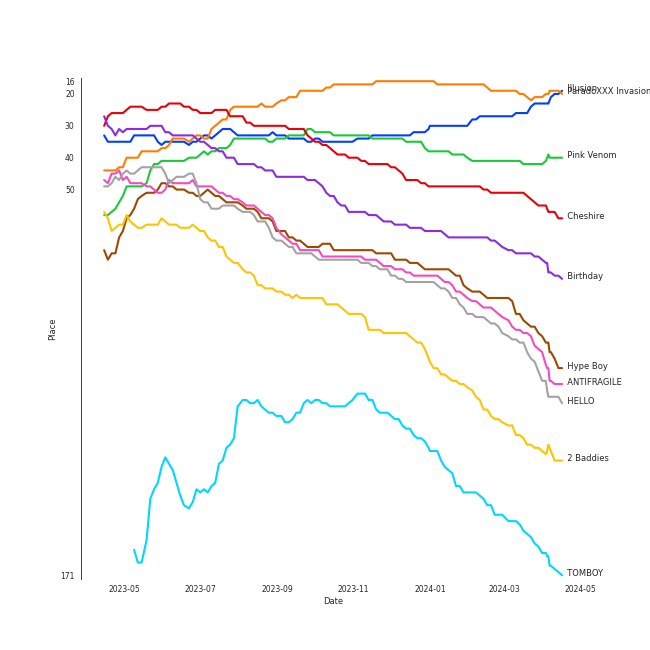 16
20
30
40
50
171
Place
2023-05
2023-07
2023-09
2023-11
2024-01
2024-03
2024-05
Date
Illusion
ParadoXXX Invasion
Pink Venom
Cheshire
Birthday
Hype Boy
ANTIFRAGILE
HELLO
2 Baddies
TOMBOY